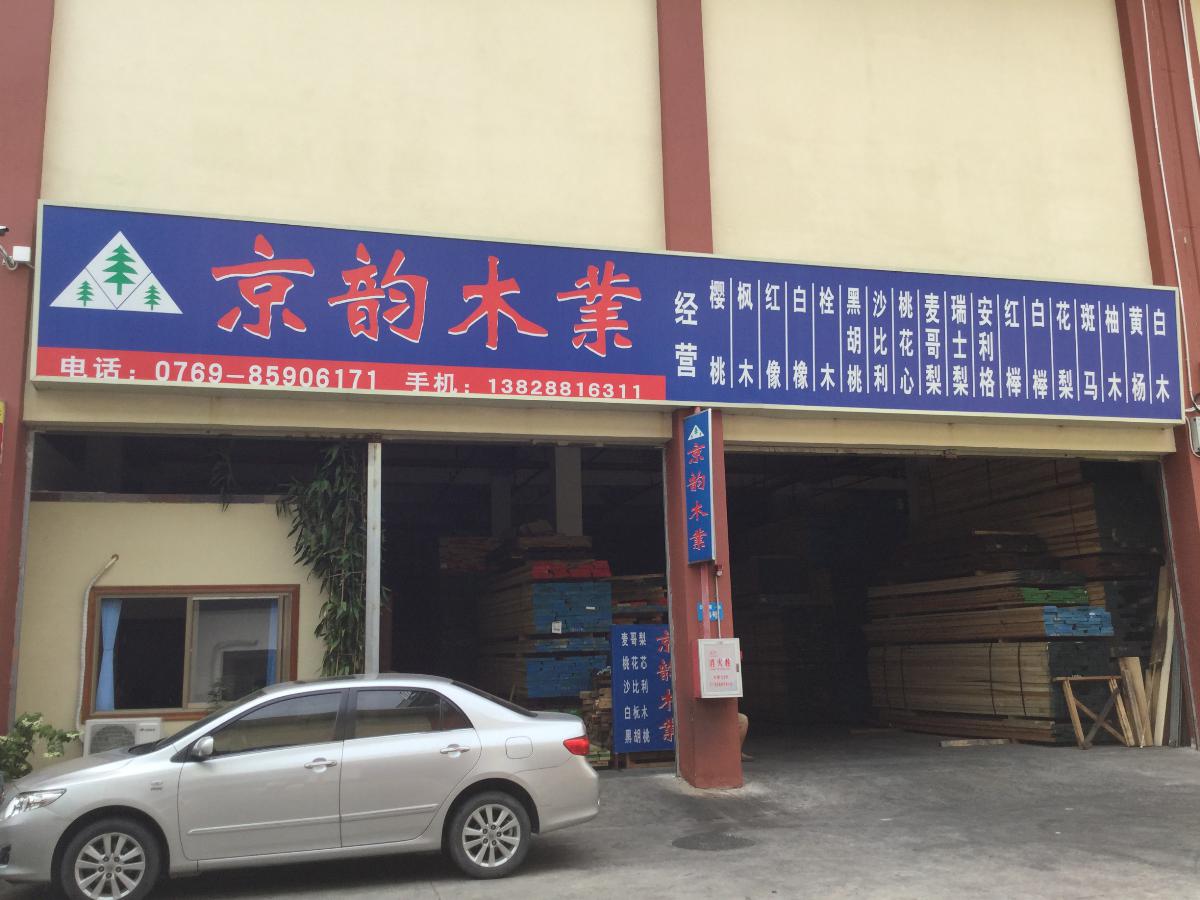 京韵木業
电话：0769-85906171 手机：13828816311
经营
樱桃
枫木
红像
白橡
栓木
黑胡桃
沙比利
桃花心
麦哥梨
瑞士梨
安利格
红榉
白榉
花梨
斑马
柚木
黄杨
白木
京韵木業
麦哥梨
桃花芯
沙比利
白枟木
黑胡桃
京韵木業
消火栓